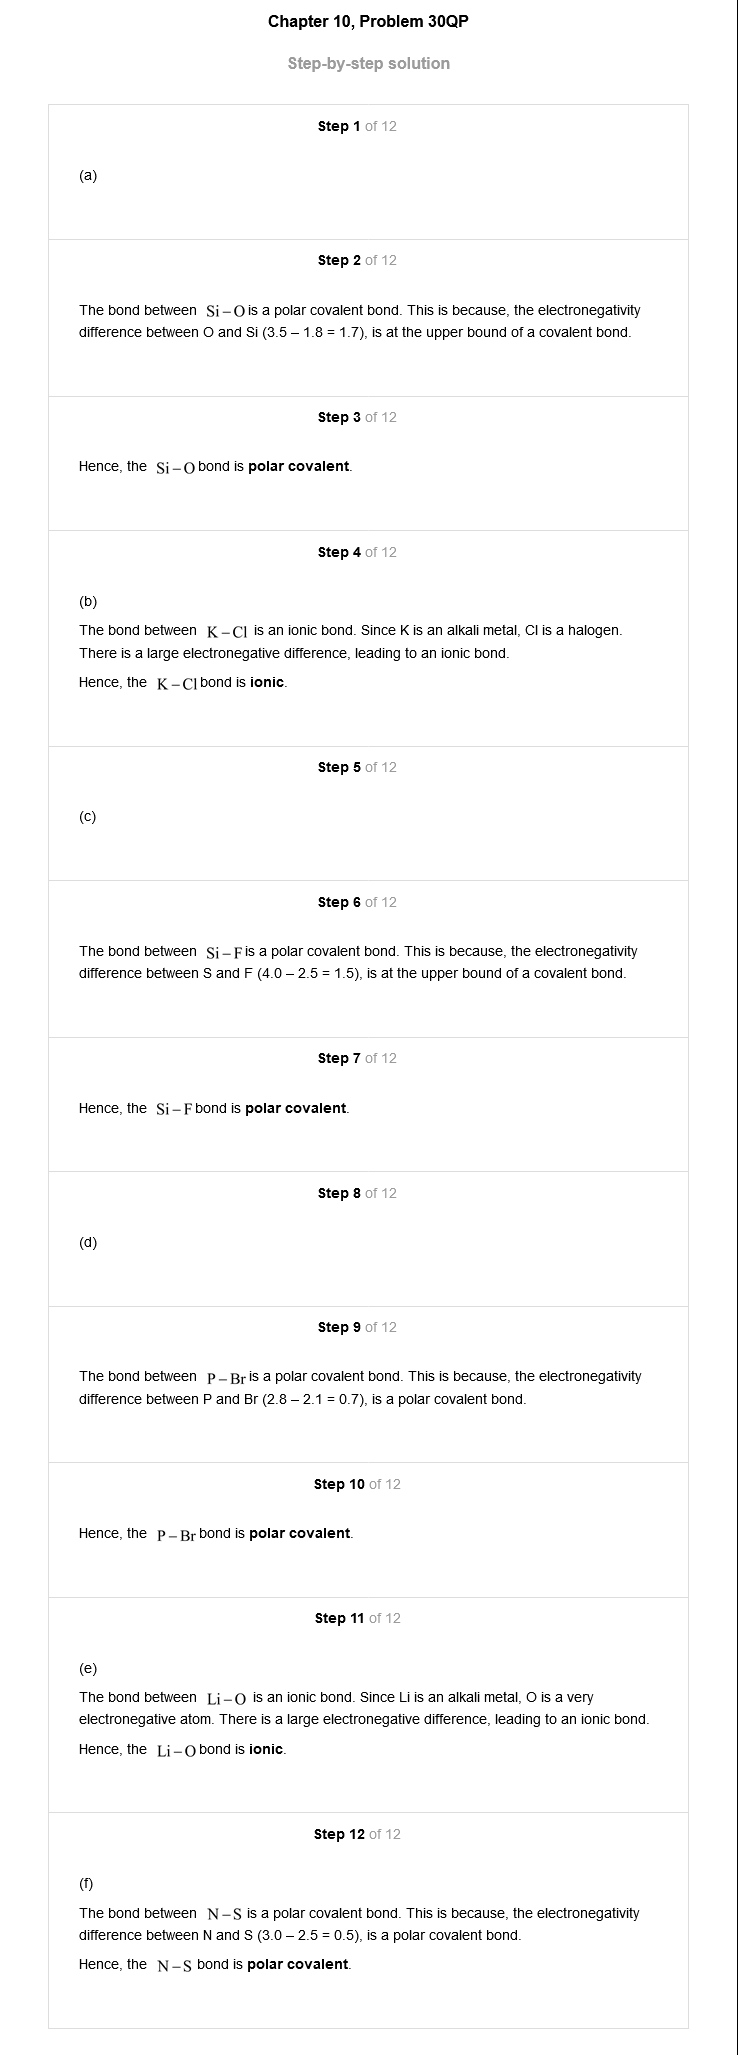 Chapter 10, Problem 30QP
Step-by-step solution
Step 1 of 12
(a)
Step 2 of 12
The bond between Si – O is a polar covalent bond. This is because, the electronegativity
difference between O and Si (3.5 – 1.8 = 1.7), is at the upper bound of a covalent bond.
Step 3 of 12
Hence, the Si – O bond is polar covalent.
Step 4 of 12
(b)
The bond between K – Cl is an ionic bond. Since K is an alkali metal, Cl is a halogen.
There is a large electronegative difference, leading to an ionic bond.
Hence, the K – Cl bond is ionic.
Step 5 of 12
(c)
Step 6 of 12
The bond between Si – F is a polar covalent bond. This is because, the electronegativity
difference between S and F (4.0 – 2.5 = 1.5), is at the upper bound of a covalent bond.
Step 7 of 12
Hence, the Si – F bond is polar covalent.
Step 8 of 12
(d)
Step 9 of 12
The bond between P – Br is a polar covalent bond. This is because, the electronegativity
difference between P and Br (2.8 – 2.1 = 0.7), is a polar covalent bond.
Step 10 of 12
Hence, the P – Br bond is polar covalent.
Step 11 of 12
(e)
The bond between Li – O is an ionic bond. Since Li is an alkali metal, O is a very
electronegative atom. There is a large electronegative difference, leading to an ionic bond.
Hence, the Li – O bond is ionic.
Step 12 of 12
(f)
The bond between N – S is a polar covalent bond. This is because, the electronegativity
difference between N and S (3.0 – 2.5 = 0.5), is a polar covalent bond.
Hence, the N – S bond is polar covalent.